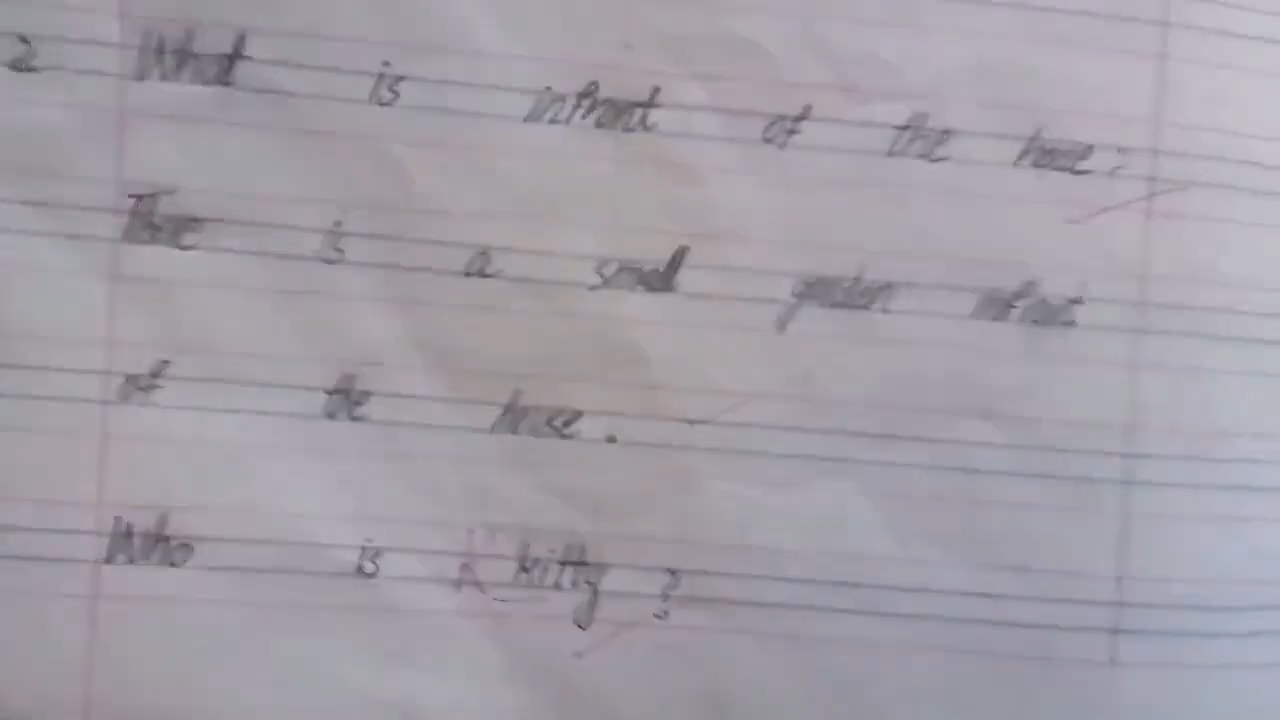 2 What is infront of the house:
There is a small garden infront
of the house.
Who is kitty ?